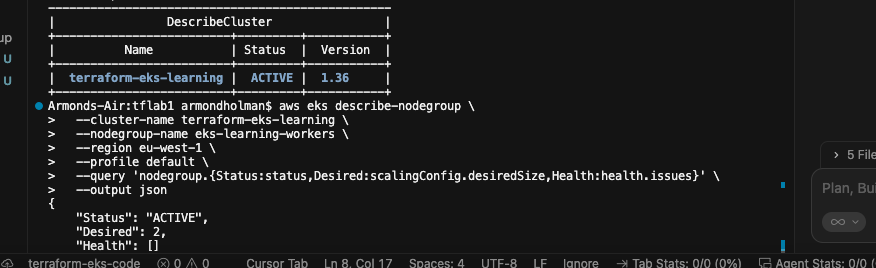 DescribeCluster
| Name | Status | Version |
| terraform-eks-learning | ACTIVE | 1.36 |
Armonds-Air:tflab1 armondholman$ aws eks describe-nodegroup \
> --cluster-name terraform-eks-learning \
> --nodegroup-name eks-learning-workers \
> --region eu-west-1 \
> --profile default \
> --query 'nodegroup.{Status:status,Desired:scalingConfig.desiredSize,Health:health.issues}' \
> --output json
{
"Status": "ACTIVE",
"Desired": 2,
"Health": []
up
U
U
> 5 File
Plan, Bui
∞
terraform-eks-code 0 0 Cursor Tab Ln 8, Col 17 Spaces: 4 UTF-8 LF Ignore Tab Stats: 0/0 (0%) Agent Stats: 0/0 (